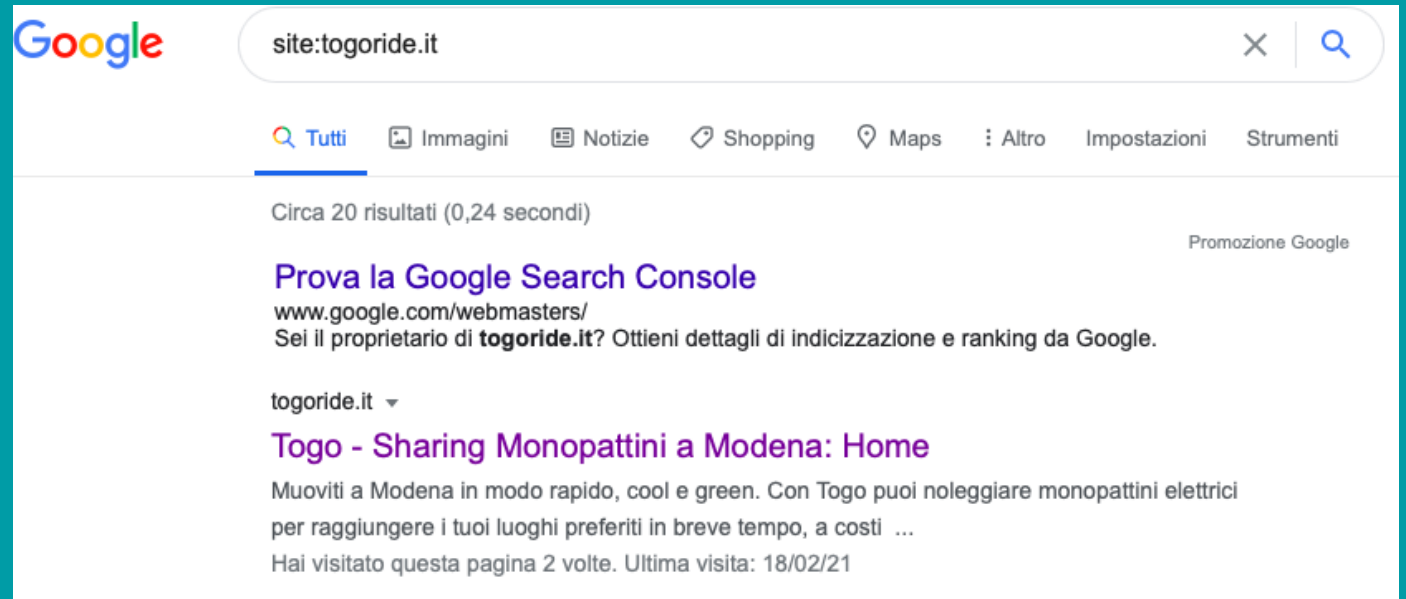 Google
site:togoride.it
Tutti Immagini Notizie Shopping Maps Altro Impostazioni Strumenti
Circa 20 risultati (0,24 secondi)
Promozione Google
Prova la Google Search Console
www.google.com/webmasters/
Sei il proprietario di togoride.it? Ottieni dettagli di indicizzazione e ranking da Google.
togoride.it
Togo - Sharing Monopattini a Modena: Home
Muoviti a Modena in modo rapido, cool e green. Con Togo puoi noleggiare monopattini elettrici
per raggiungere i tuoi luoghi preferiti in breve tempo, a costi ...
Hai visitato questa pagina 2 volte. Ultima visita: 18/02/21